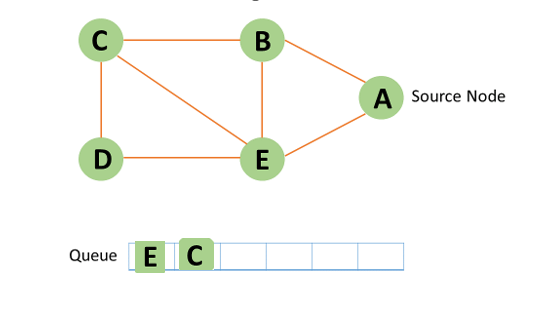 C B
A Source Node
D E
Queue E C